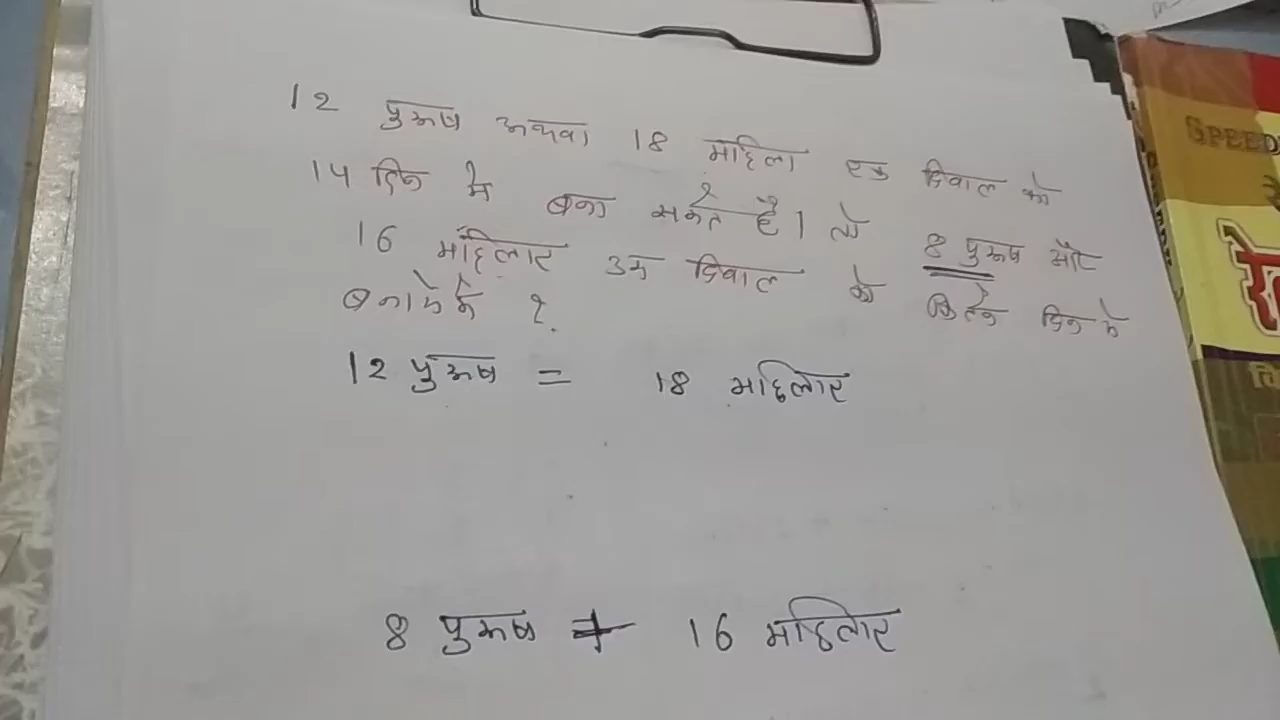 12 पुरुष अथवा 18 महिला एक दिवाल को
14 दिन मे बना सकते है। तो 8 पुरुष और
16 महिलाए उस दिवाल को कितने दिन मे
बनायेगे ?
12 पुरुष = 18 महिलाए
8 पुरुष + 16 महिलाए
SPEED
रे